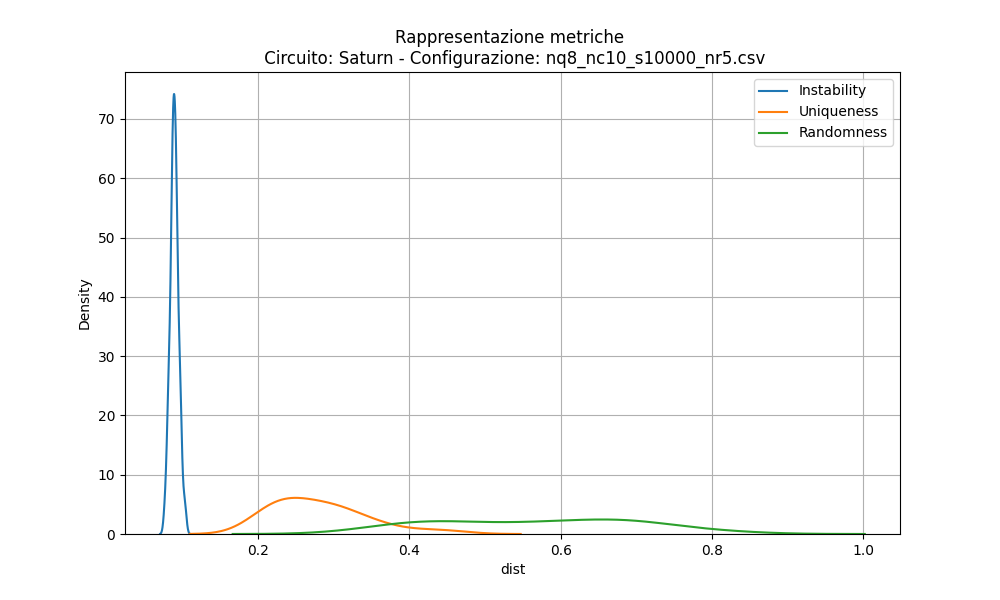 Rappresentazione metriche
Circuito: Saturn - Configurazione: nq8_nc10_s10000_nr5.csv
Instability
Uniqueness
Randomness
Density
70
60
50
40
30
20
10
0
0.2
0.4
0.6
0.8
1.0
dist